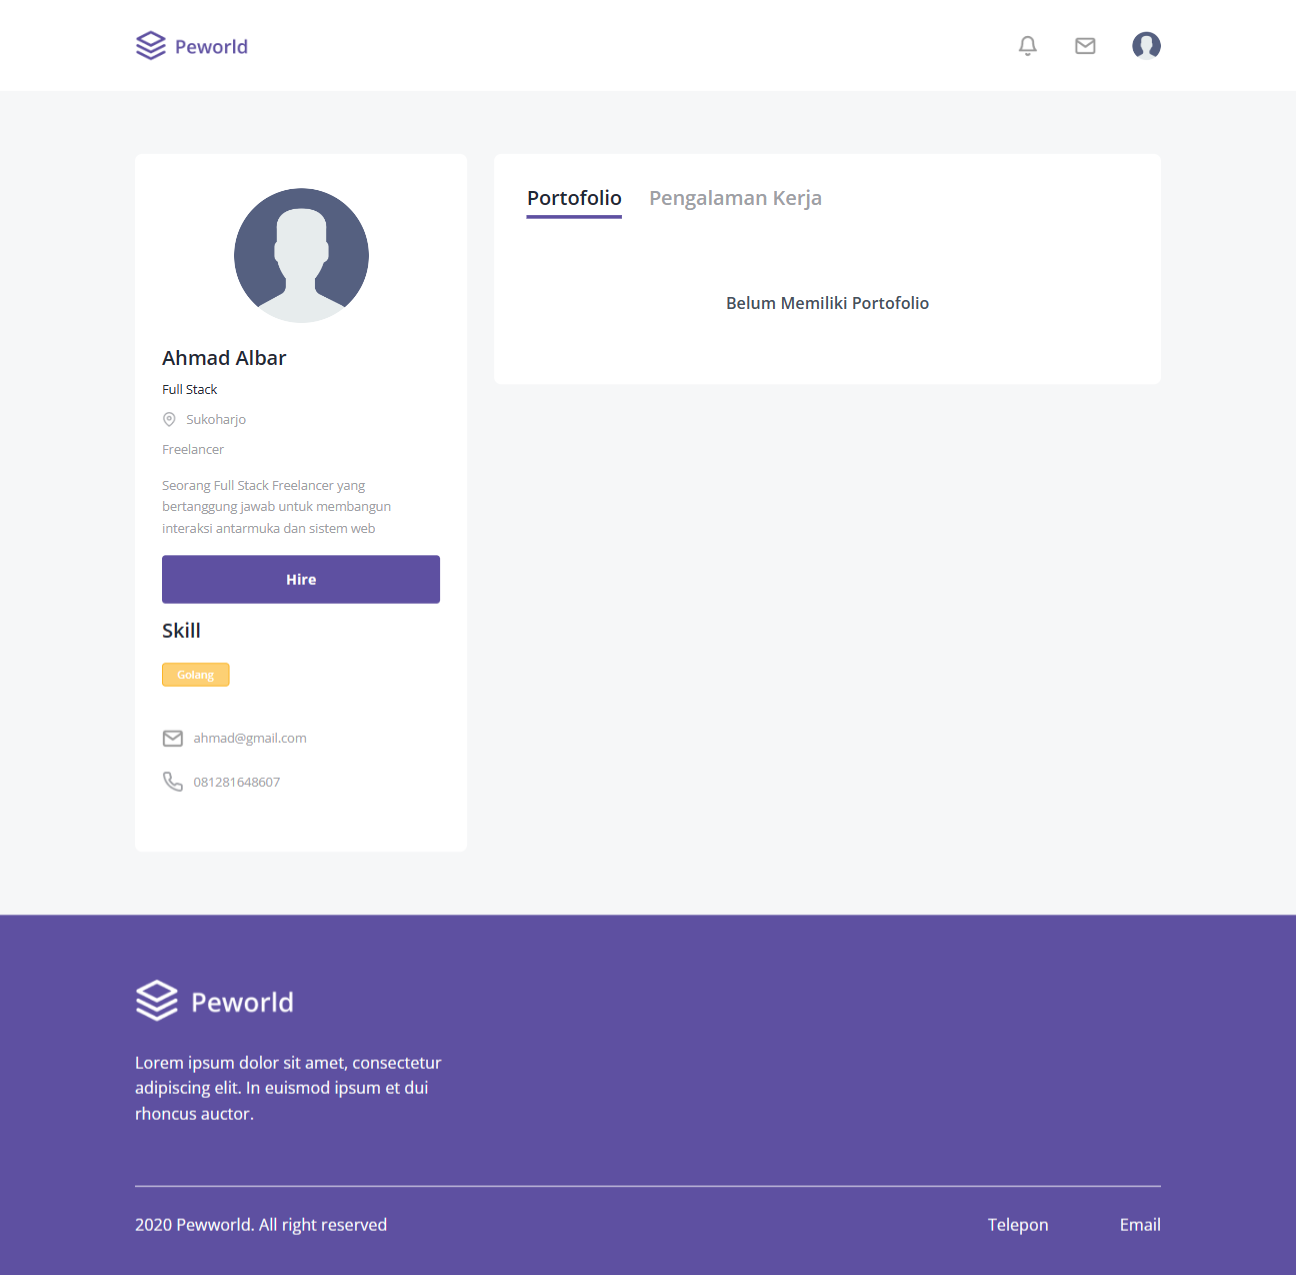 Peworld
Ahmad Albar
Full Stack
Sukoharjo
Freelancer
Seorang Full Stack Freelancer yang
bertanggung jawab untuk membangun
interaksi antarmuka dan sistem web
Hire
Skill
Golang
ahmad@gmail.com
081281648607
Portofolio
Pengalaman Kerja
Belum Memiliki Portofolio
Peworld
Lorem ipsum dolor sit amet, consectetur
adipiscing elit. In euismod ipsum et dui
rhoncus auctor.
2020 Pewworld. All right reserved
Telepon
Email